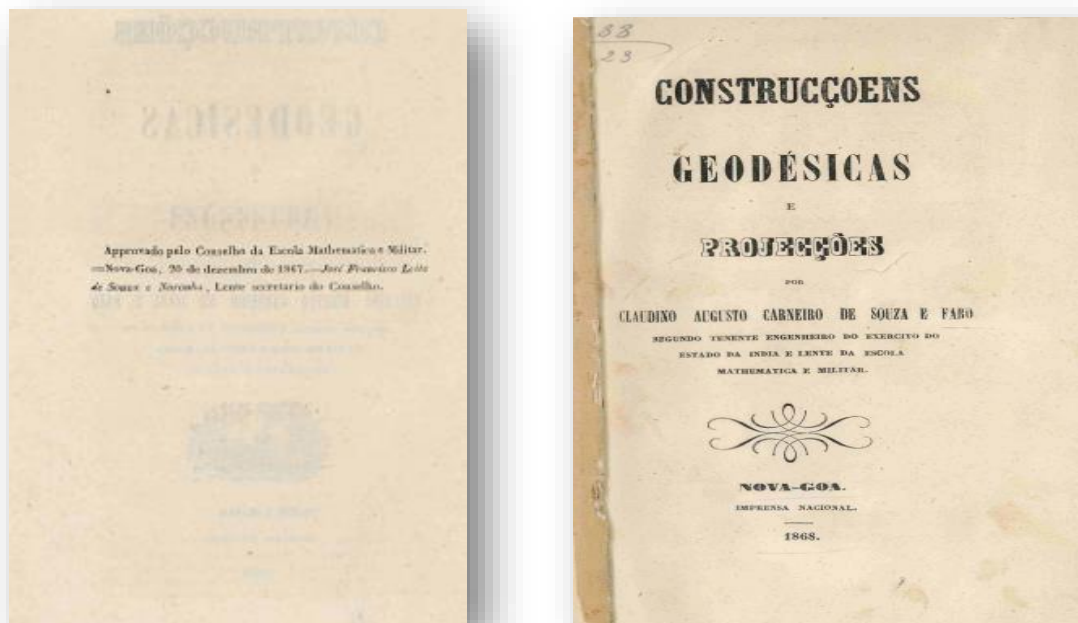 Approvado pelo Conselho da Escola Mathematica e Militar.
—Nova-Goa, 20 de dezembro de 1867.—José Francisco Leite
de Souza e Noronha, Lente secretario do Conselho.
88
23
CONSTRUCÇOENS
GEODÉSICAS
E
PROJECÇÕES
POR
CLAUDINO AUGUSTO CARNEIRO DE SOUZA E FARO
SEGUNDO TENENTE ENGENHEIRO DO EXERCITO DO
ESTADO DA INDIA E LENTE DA ESCOLA
MATHEMATICA E MILITAR.
NOVA-GOA.
IMPRENSA NACIONAL.
1868.